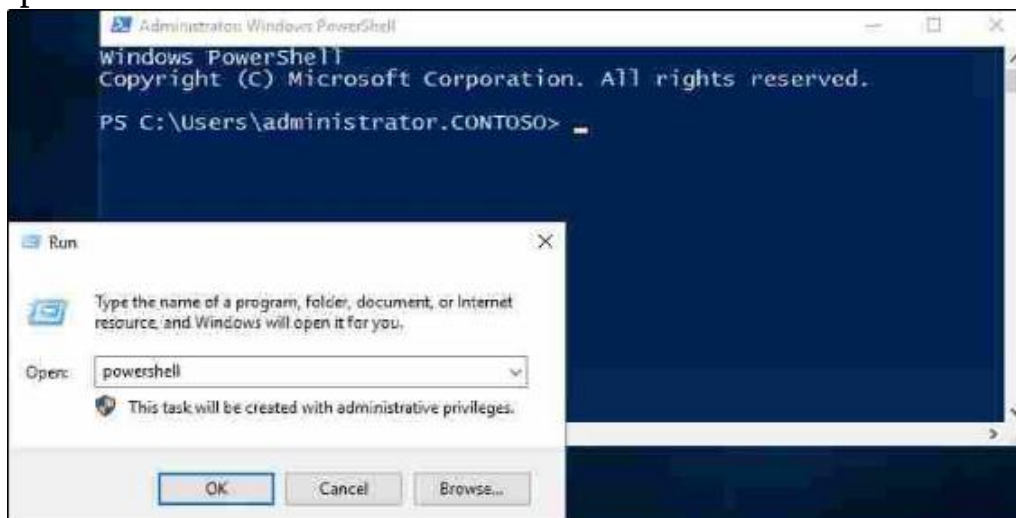 Administrator: Windows PowerShell
Windows PowerShell
Copyright (C) Microsoft Corporation. All rights reserved.
PS C:\Users\administrator.CONTOSO> _
Run
Type the name of a program, folder, document, or Internet
resource, and Windows will open it for you.
Open:
powershell
This task will be created with administrative privileges.
OK
Cancel
Browse...